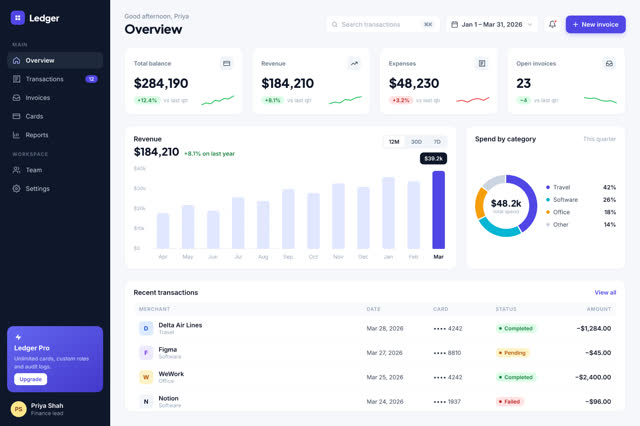 Ledger
MAIN
Overview
Transactions 12
Invoices
Cards
Reports
WORKSPACE
Team
Settings
Ledger Pro
Unlimited cards, custom roles
and audit logs.
Upgrade
PS Priya Shah
Finance lead
Good afternoon, Priya
Overview
Search transactions ⌘K
Jan 1 – Mar 31, 2026
+ New invoice
Total balance
$284,190
+12.4% vs last qtr
Revenue
$184,210
+8.1% vs last qtr
Expenses
$48,230
+3.2% vs last qtr
Open invoices
23
−4 vs last qtr
Revenue
$184,210 +8.1% on last year
12M 30D 7D
$39.2k
$40k
$30k
$20k
$10k
$0
Apr May Jun Jul Aug Sep Oct Nov Dec Jan Feb Mar
Spend by category This quarter
$48.2k
total spend
Travel 42%
Software 26%
Office 18%
Other 14%
Recent transactions View all
MERCHANT DATE CARD STATUS AMOUNT
D Delta Air Lines Mar 28, 2026 •••• 4242 Completed −$1,284.00
Travel
F Figma Mar 27, 2026 •••• 8810 Pending −$45.00
Software
W WeWork Mar 25, 2026 •••• 4242 Completed −$2,400.00
Office
N Notion Mar 24, 2026 •••• 1937 Failed −$96.00
Software